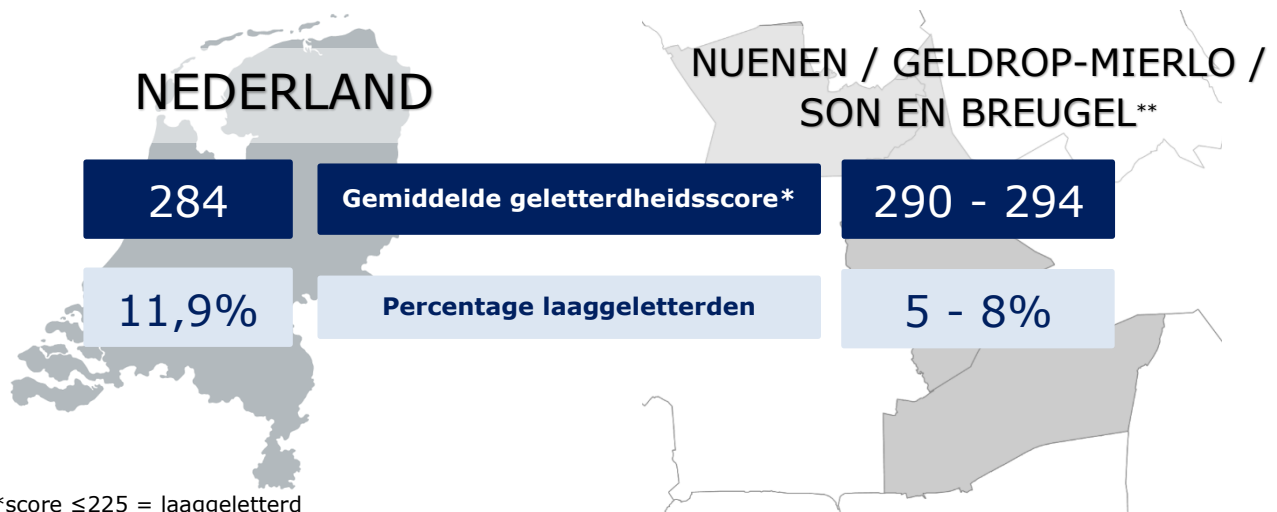 NEDERLAND
NUENEN / GELDROP-MIERLO /
SON EN BREUGEL**
284
Gemiddelde geletterdheidsscore*
290 - 294
11,9%
Percentage laaggeletterden
5 - 8%
*score ≤225 = laaggeletterd